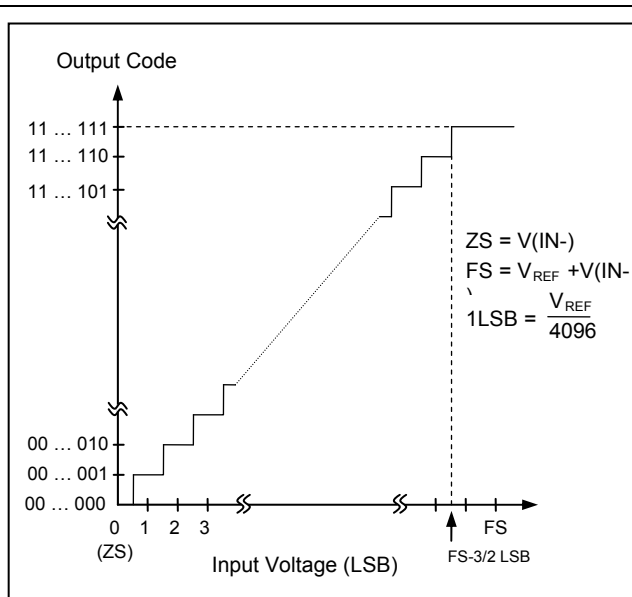 Output Code
11 ... 111
11 ... 110
11 ... 101
ZS = V(IN-)
FS = VREF +V(IN-
)
1LSB = VREF
4096
00 ... 010
00 ... 001
00 ... 000
0 1 2 3 FS
(ZS) FS-3/2 LSB
Input Voltage (LSB)